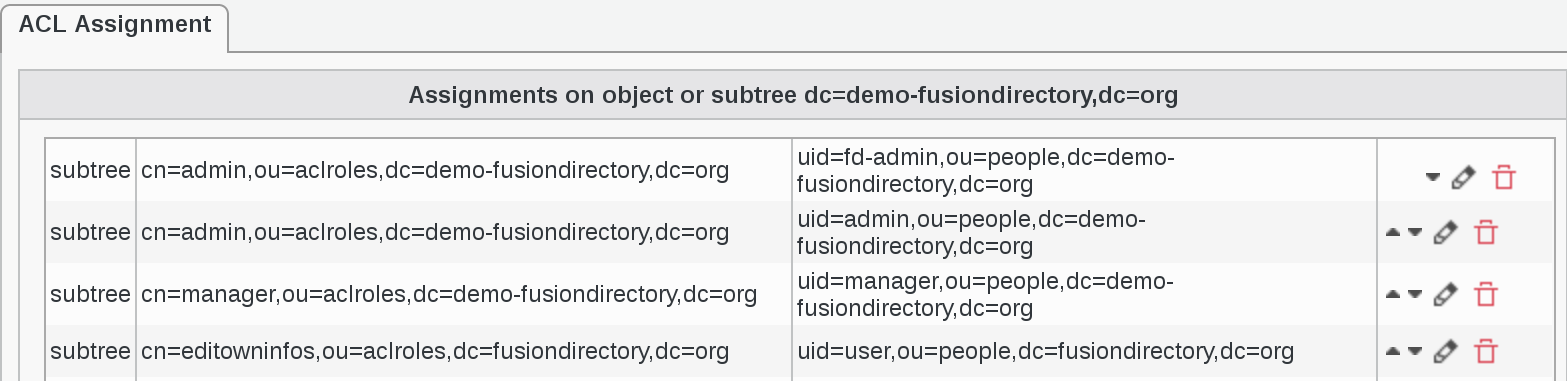 ACL Assignment
Assignments on object or subtree dc=demo-fusiondirectory,dc=org
subtree cn=admin,ou=aclroles,dc=demo-fusiondirectory,dc=org uid=fd-admin,ou=people,dc=demo-
fusiondirectory,dc=org
subtree cn=admin,ou=aclroles,dc=demo-fusiondirectory,dc=org uid=admin,ou=people,dc=demo-
fusiondirectory,dc=org
subtree cn=manager,ou=aclroles,dc=demo-fusiondirectory,dc=org uid=manager,ou=people,dc=demo-
fusiondirectory,dc=org
subtree cn=editowninfos,ou=aclroles,dc=fusiondirectory,dc=org uid=user,ou=people,dc=fusiondirectory,dc=org